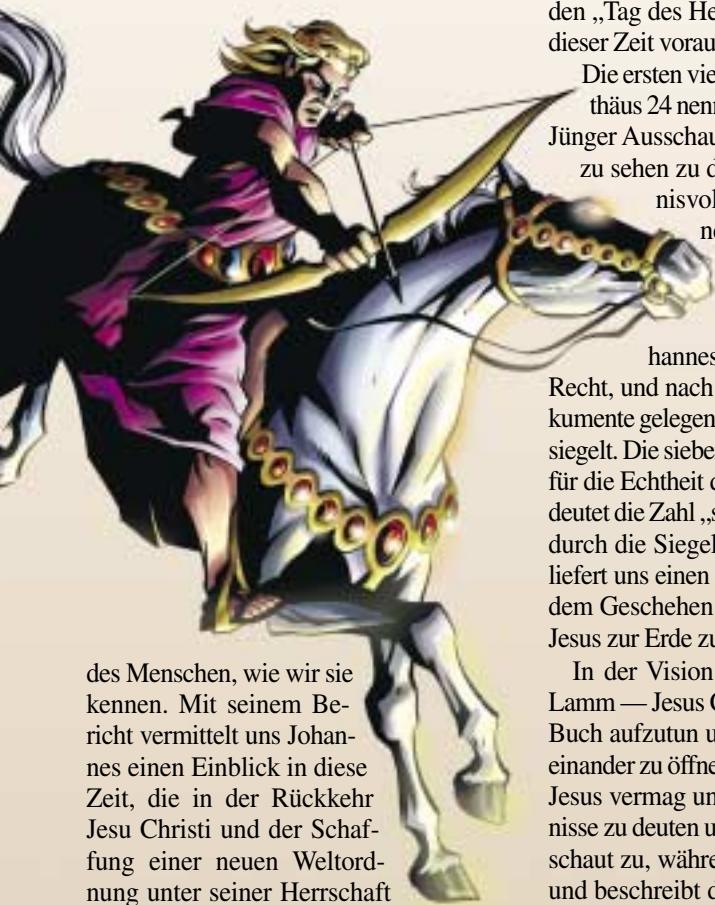 des Menschen, wie wir sie
kennen. Mit seinem Be-
richt vermittelt uns Johan-
nes einen Einblick in diese
Zeit, die in der Rückkehr
Jesu Christi und der Schaf-
fung einer neuen Weltord-
nung unter seiner Herrschaft
den „Tag des He
dieser Zeit vorau
Die ersten vie
thäus 24 nen
Jünger Ausschau
zu sehen zu d
nisvol
n
hannes
Recht, und nach
kumente gelegen
siegelt. Die siebe
für die Echtheit d
deutet die Zahl „s
durch die Siegel
liefert uns einen
dem Geschehen
Jesus zur Erde zu
In der Vision
Lamm — Jesus C
Buch aufzutun u
einander zu öffne
Jesus vermag un
nisse zu deuten u
schaut zu, währe
und beschreibt d